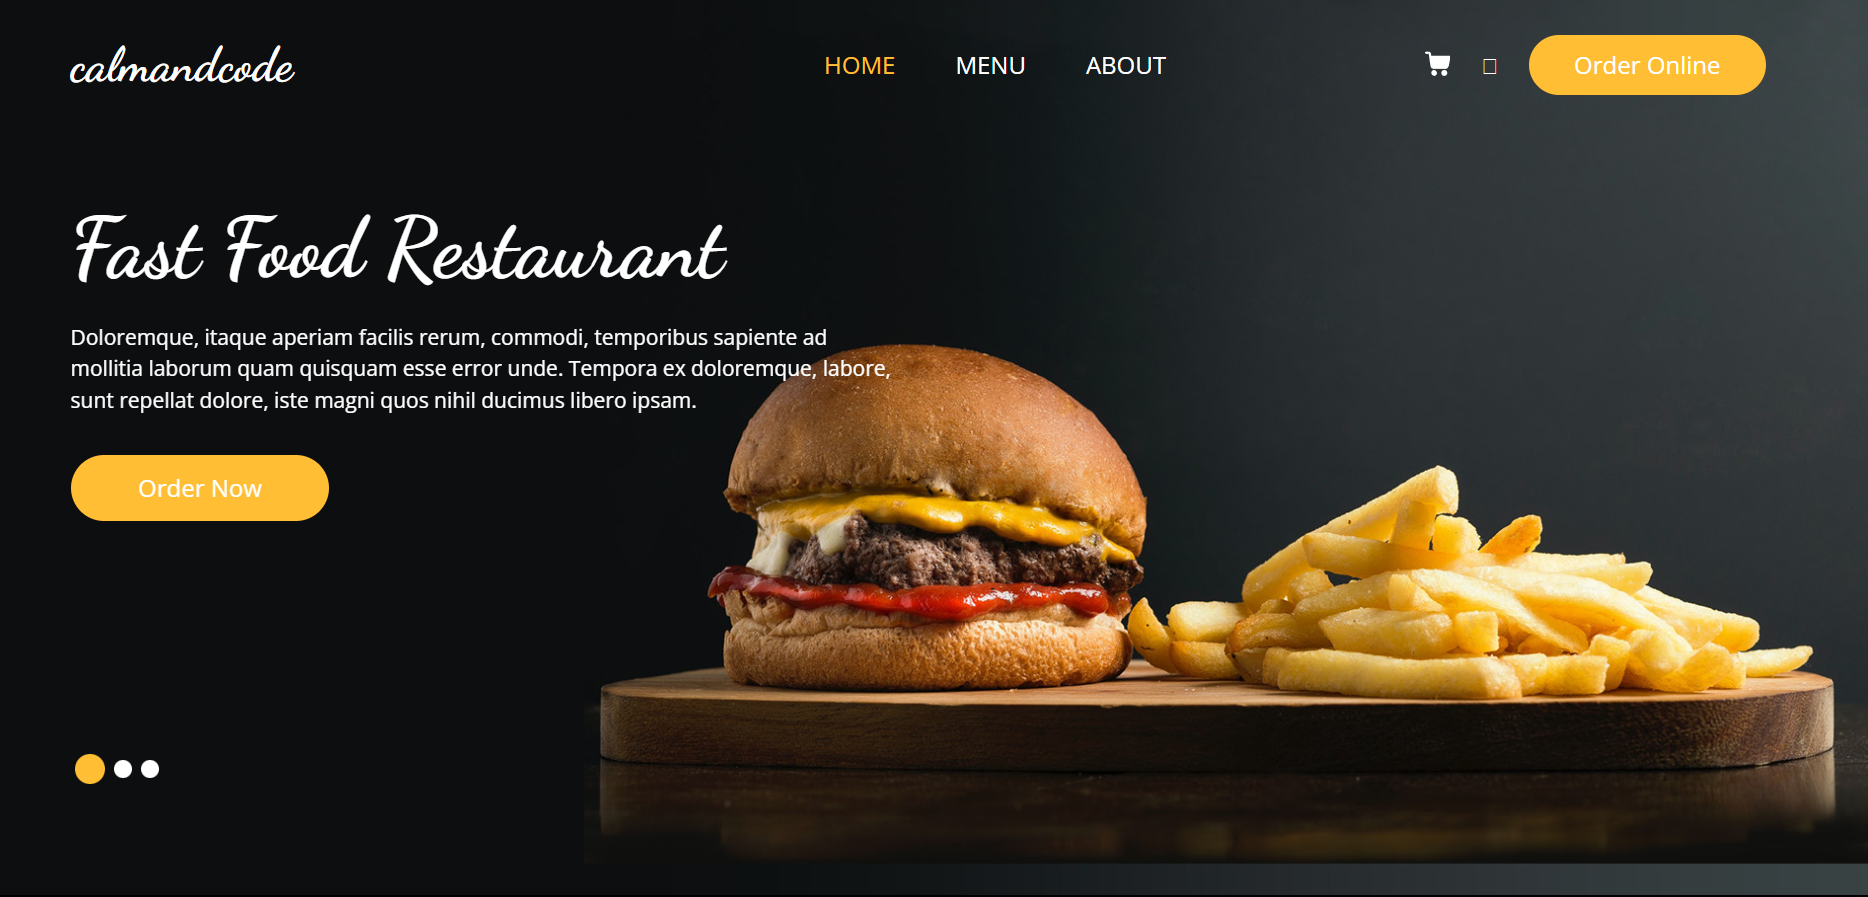 calmandcode
HOME MENU ABOUT
Order Online
Fast Food Restaurant
Doloremque, itaque aperiam facilis rerum, commodi, temporibus sapiente ad
mollitia laborum quam quisquam esse error unde. Tempora ex doloremque, labore,
sunt repellat dolore, iste magni quos nihil ducimus libero ipsam.
Order Now